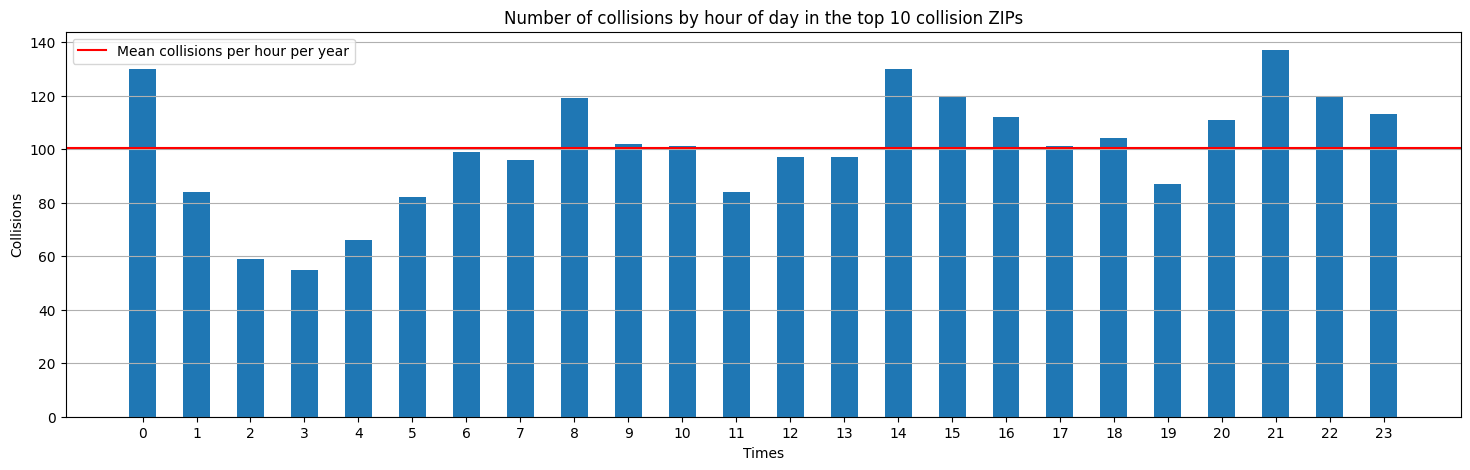 Number of collisions by hour of day in the top 10 collision ZIPs
Mean collisions per hour per year
140
120
100
80
60
40
20
0
Collisions
0 1 2 3 4 5 6 7 8 9 10 11 12 13 14 15 16 17 18 19 20 21 22 23
Times